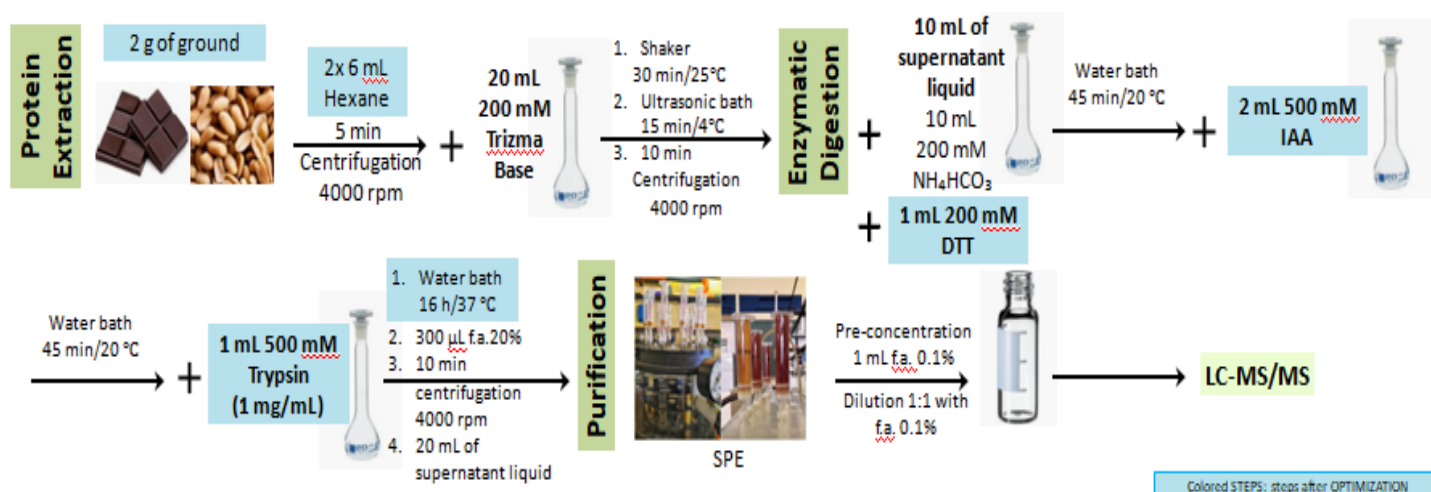 Protein
Extraction
2 g of ground
2x 6 mL
Hexane
5 min
Centrifugation
4000 rpm
+
20 mL
200 mM
Trizma
Base
1. Shaker
30 min/25°C
2. Ultrasonic bath
15 min/4°C
3. 10 min
Centrifugation
4000 rpm
Enzymatic
Digestion
+
10 mL of
supernatant
liquid
10 mL
200 mM
NH₄HCO₃
+
1 mL 200 mM
DTT
Water bath
45 min/20 °C
+
2 mL 500 mM
IAA
Water bath
45 min/20 °C
+
1 mL 500 mM
Trypsin
(1 mg/mL)
1. Water bath
16 h/37 °C
2. 300 µL f.a.20%
3. 10 min
centrifugation
4000 rpm
4. 20 mL of
supernatant liquid
Purification
SPE
Pre-concentration
1 mL f.a. 0.1%
Dilution 1:1 with
f.a. 0.1%
LC-MS/MS
Colored STEPS: steps after OPTIMIZATION